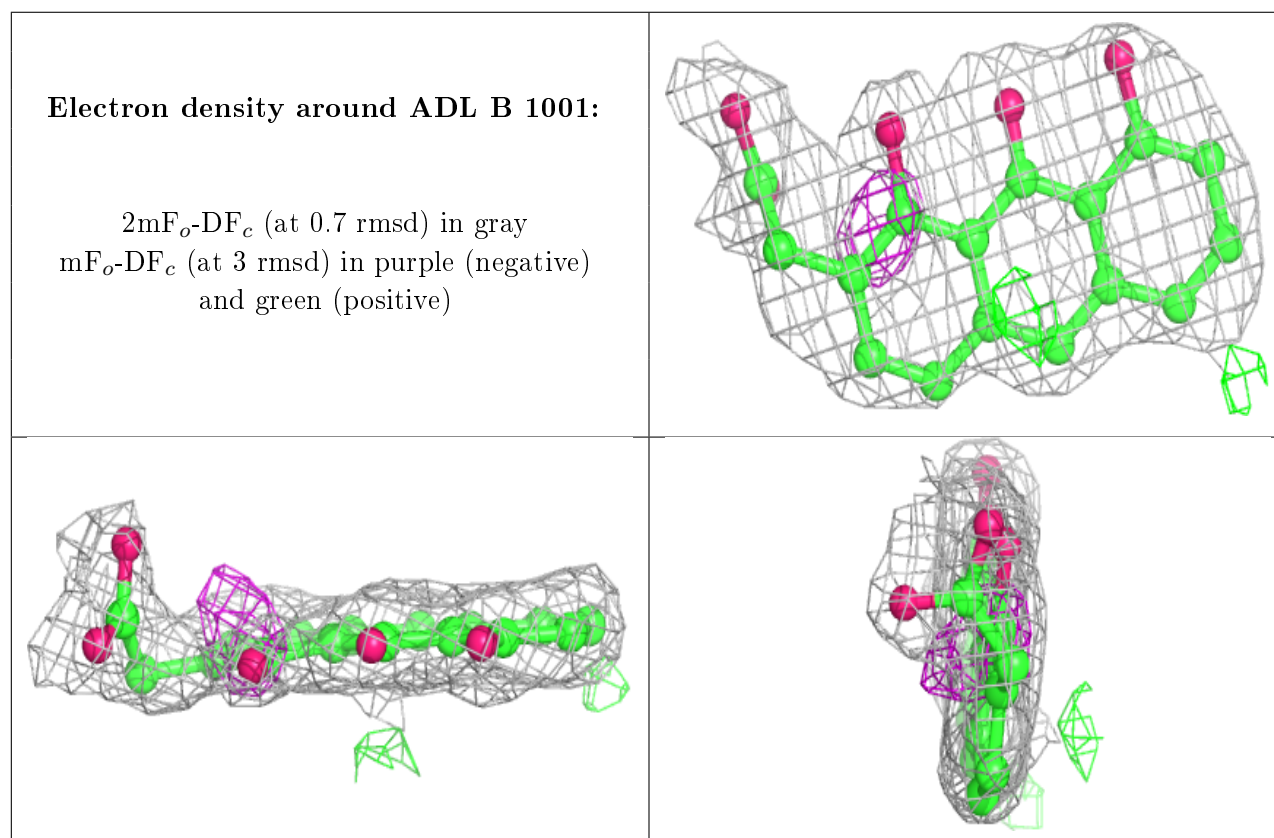 Electron density around ADL B 1001:
2mFo-DFc (at 0.7 rmsd) in gray
mFo-DFc (at 3 rmsd) in purple (negative)
and green (positive)